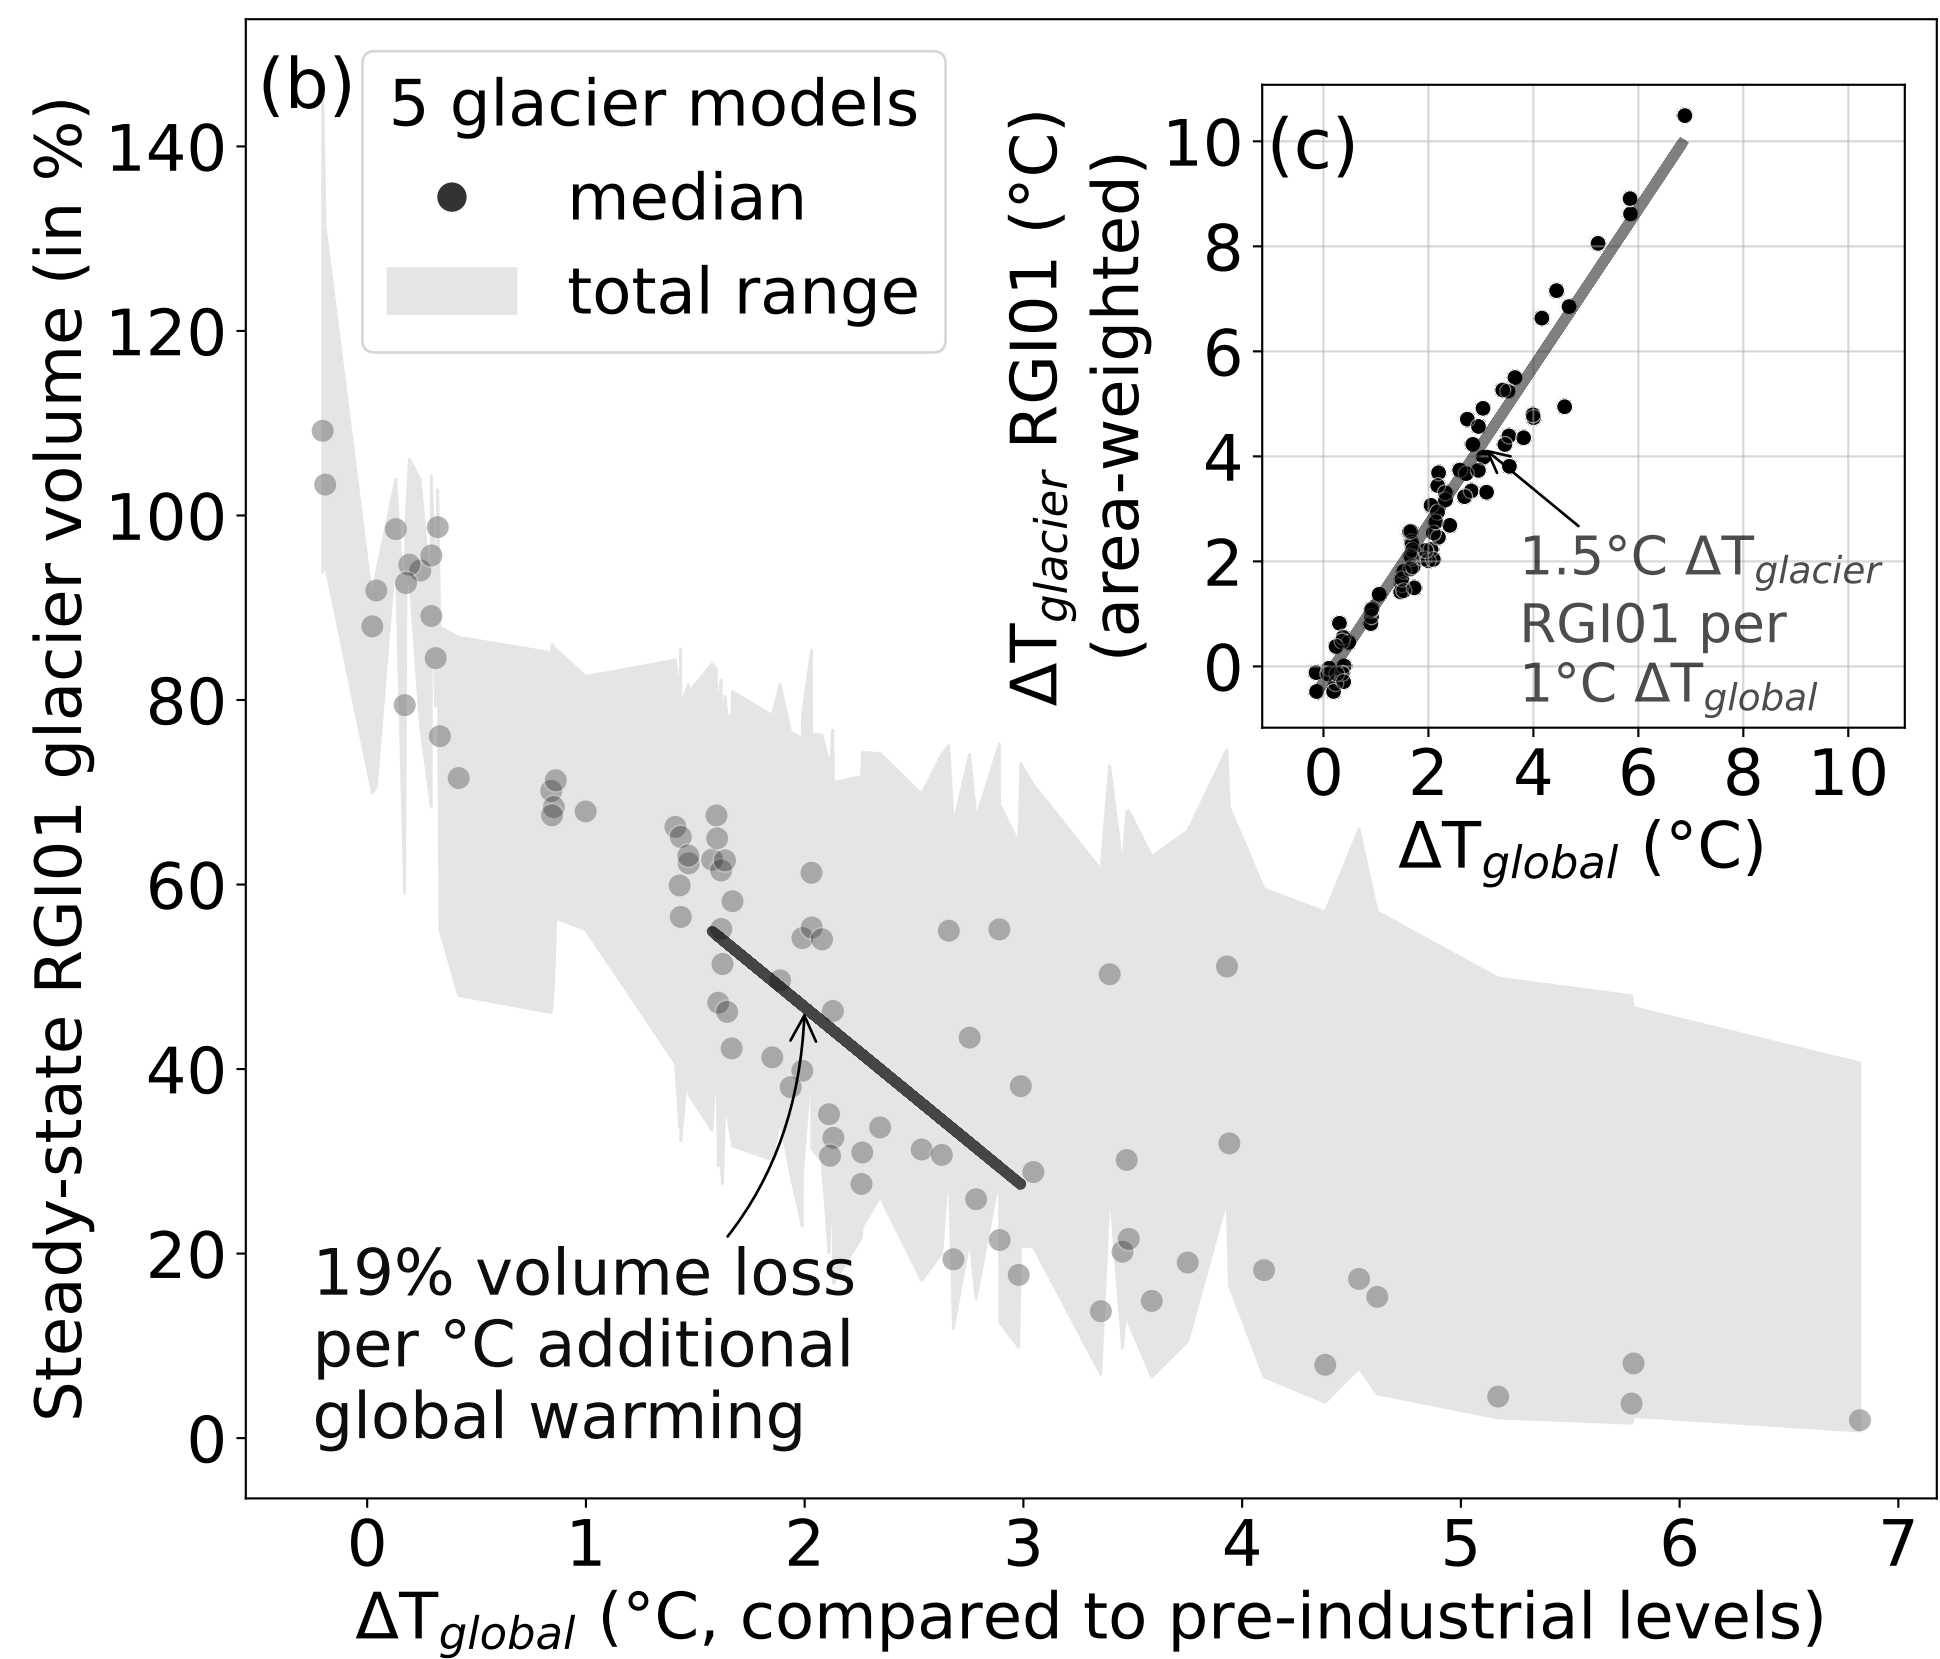 (b)
5 glacier models
median
total range
Steady-state RGI01 glacier volume (in %)
140
120
100
80
60
40
20
0
19% volume loss
per °C additional
global warming
0 1 2 3 4 5 6 7
ΔTglobal (°C, compared to pre-industrial levels)
(c)
ΔTglacier RGI01 (°C)
(area-weighted)
10
8
6
4
2
0
1.5°C ΔTglacier
RGI01 per
1°C ΔTglobal
0 2 4 6 8 10
ΔTglobal (°C)